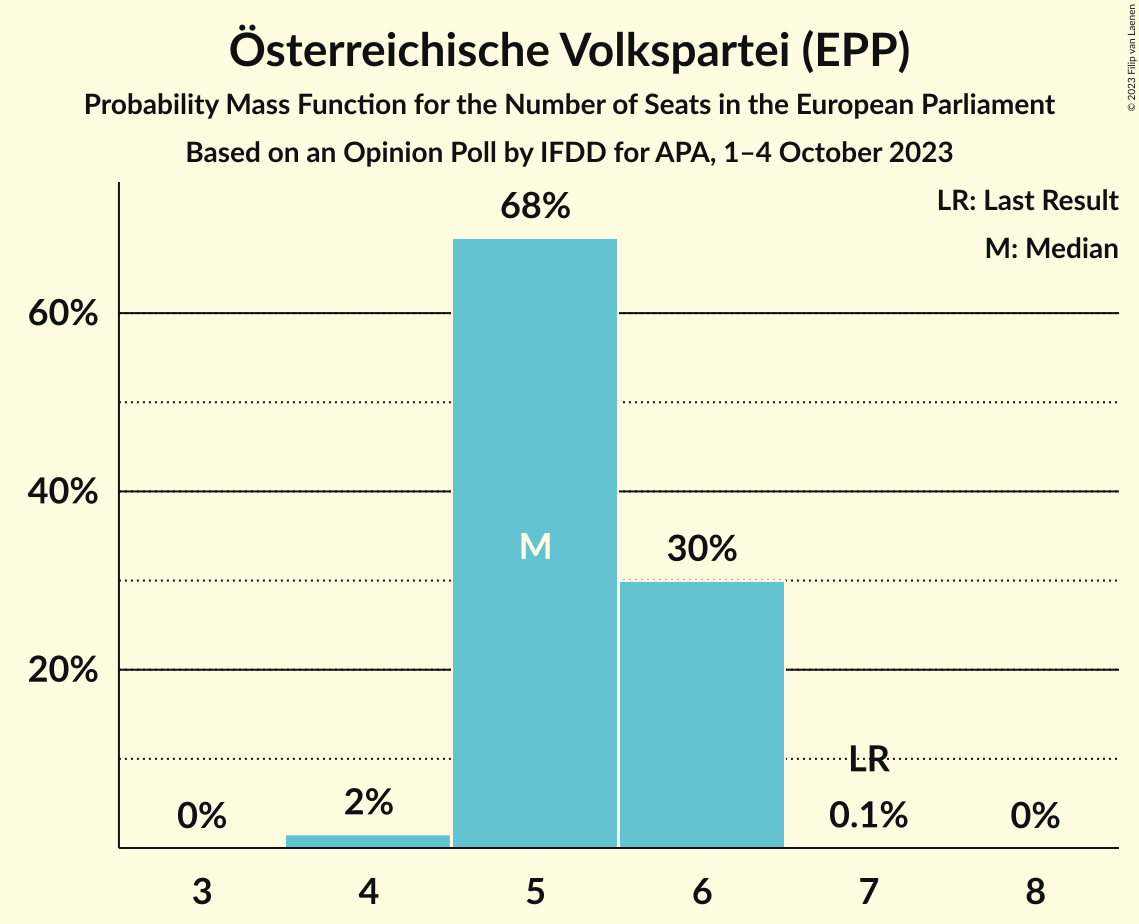 Österreichische Volkspartei (EPP)
Probability Mass Function for the Number of Seats in the European Parliament
Based on an Opinion Poll by IFDD for APA, 1–4 October 2023
© 2023 Filip van Laenen
LR: Last Result
M: Median
68%
60%
40%
M
30%
20%
LR
0%
2%
0.1%
0%
3
4
5
6
7
8